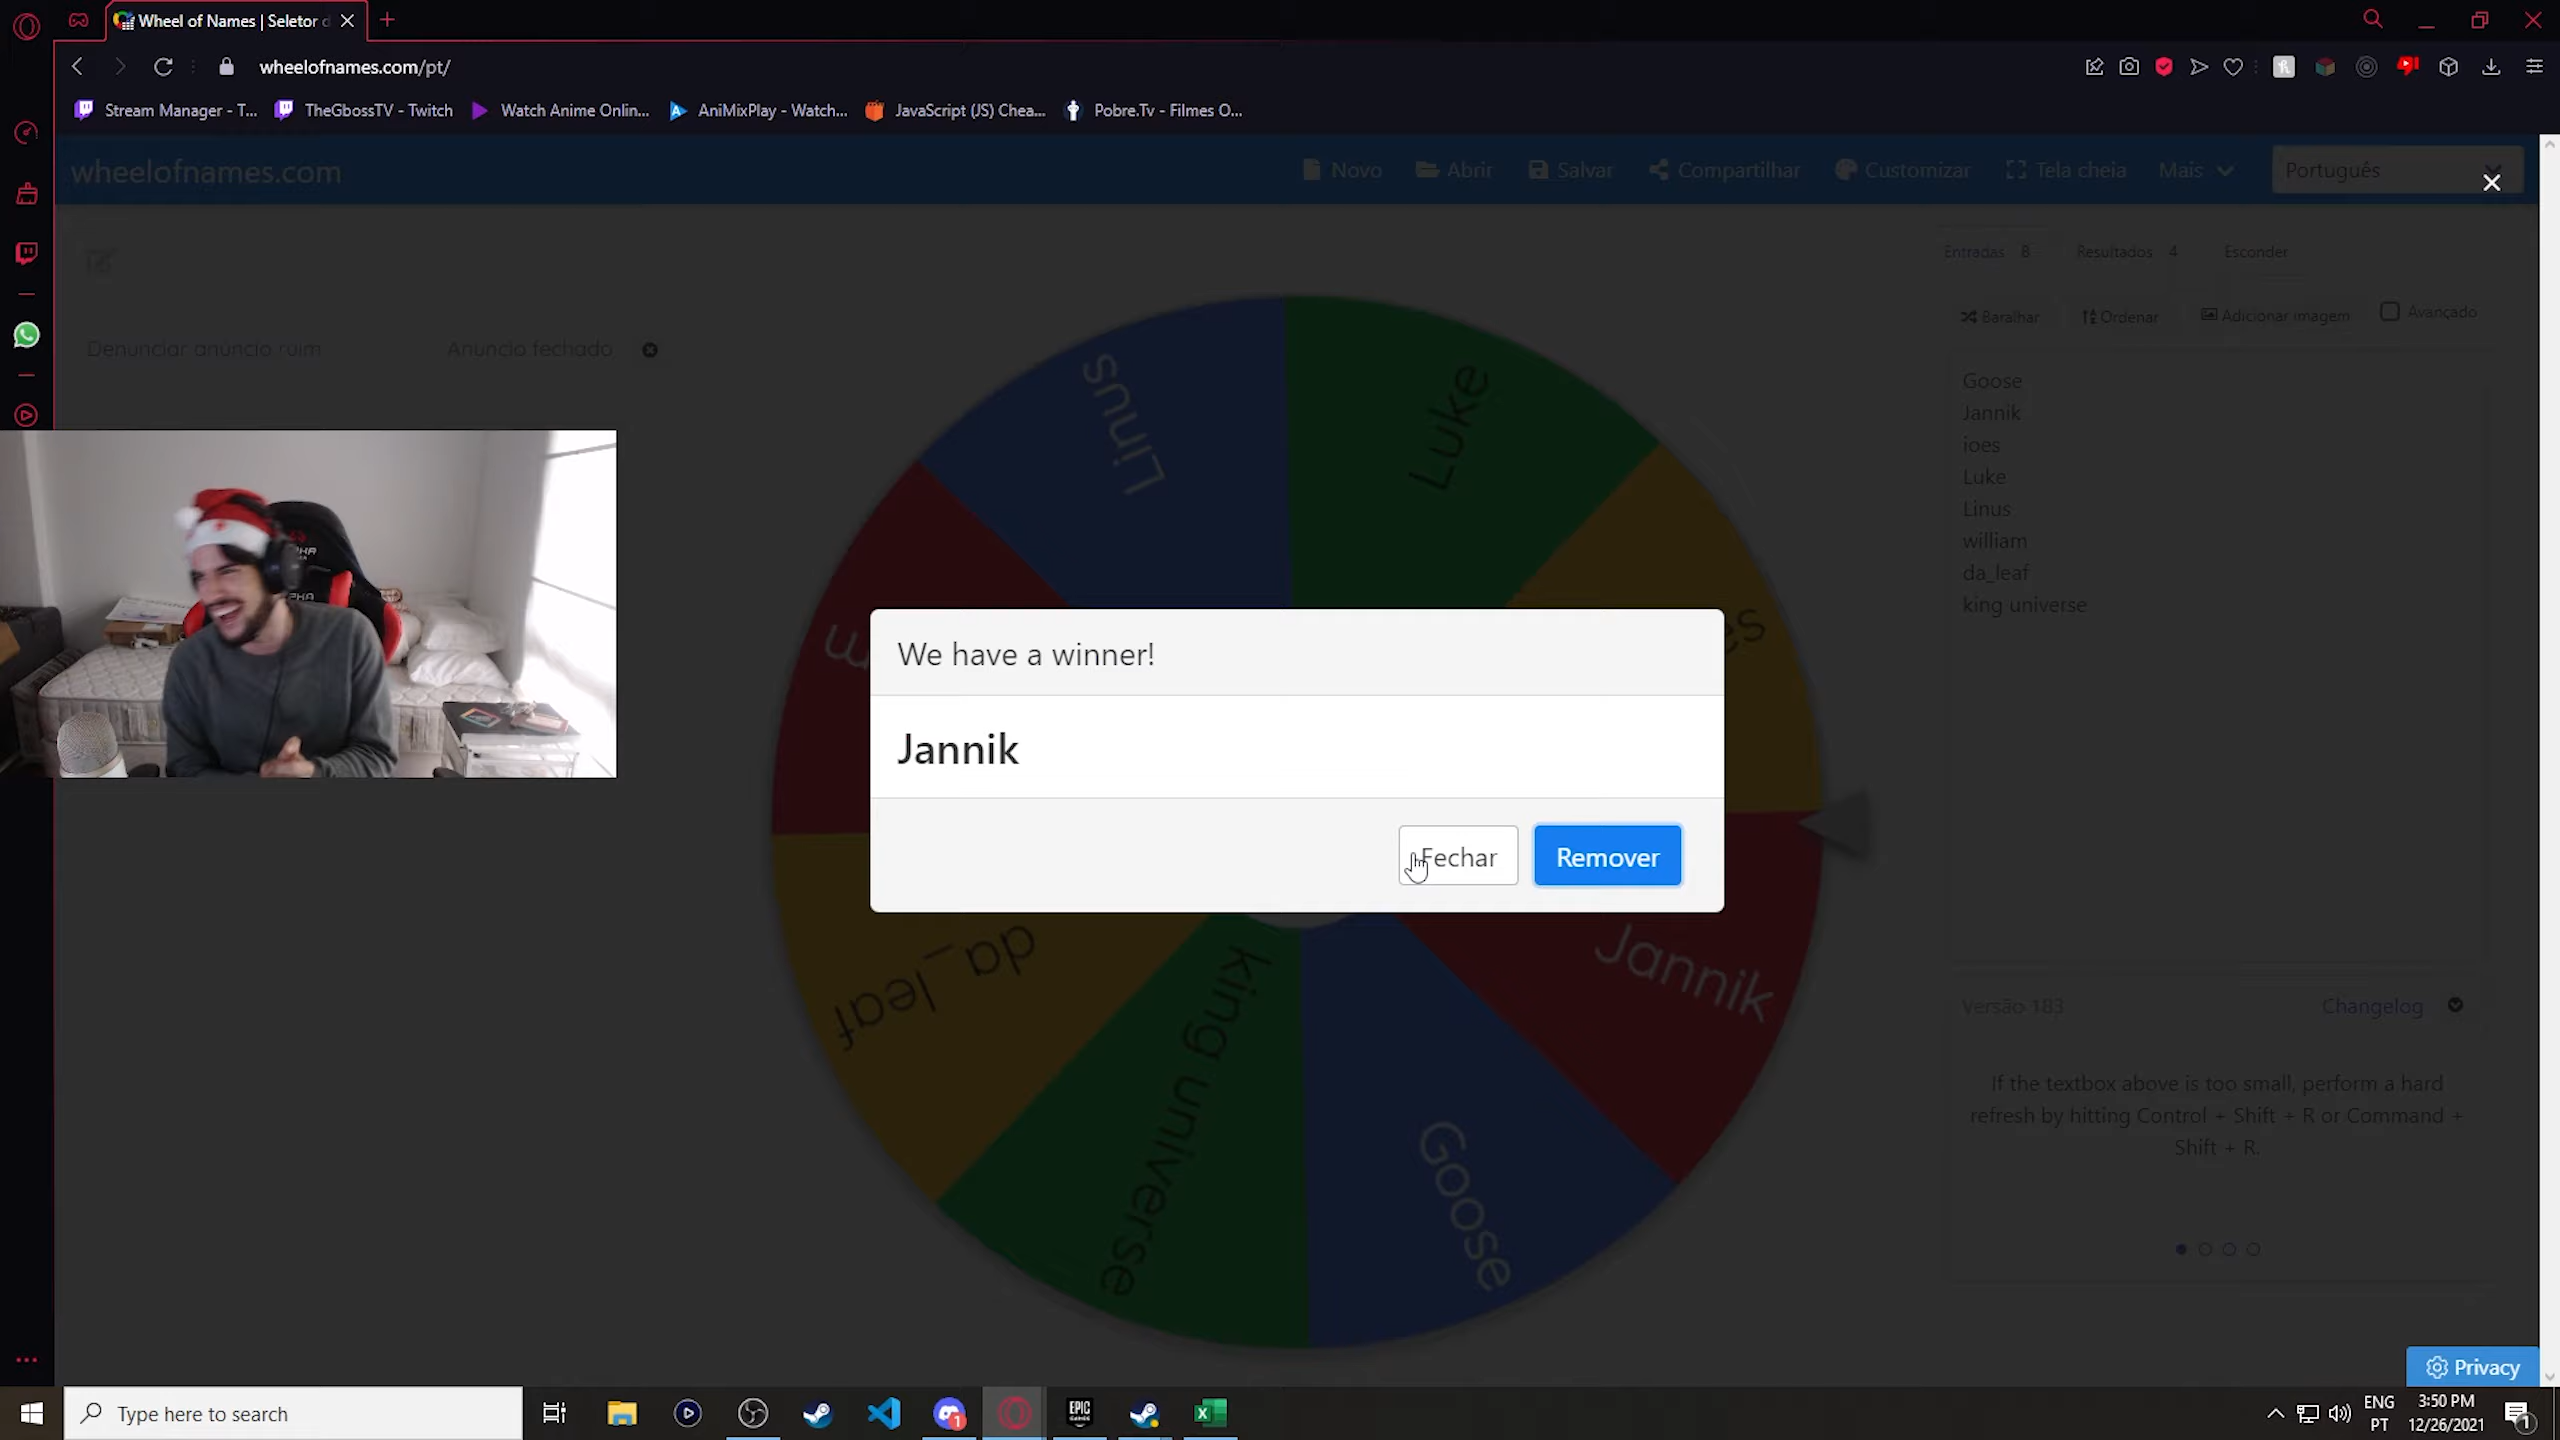 Wheel of Names | Seletor d
wheelofnames.com/pt/
Stream Manager - T...
TheGbossTV - Twitch
Watch Anime Onlin...
AniMixPlay - Watch...
JavaScript (JS) Chea...
Pobre.Tv - Filmes O...
wheelofnames.com
Novo
Abrir
Salvar
Compartilhar
Customizar
Tela cheia
Mais
Português
Entradas 8
Resultados 4
Esconder
Denunciar anúncio ruim
Anúncio fechado
Baralhar
Ordenar
Adicionar imagem
Avançado
Goose
Jannik
ioes
Luke
Linus
william
da_leaf
king universe
Linus
Luke
We have a winner!
Jannik
Fechar
Remover
da_leaf
king universe
Goose
Jannik
Versão 183
Changelog
If the textbox above is too small, perform a hard
refresh by hitting Control + Shift + R or Command +
Shift + R.
Privacy
Type here to search
EPIC
GAMES
1
ENG
PT
3:50 PM
12/26/2021
1